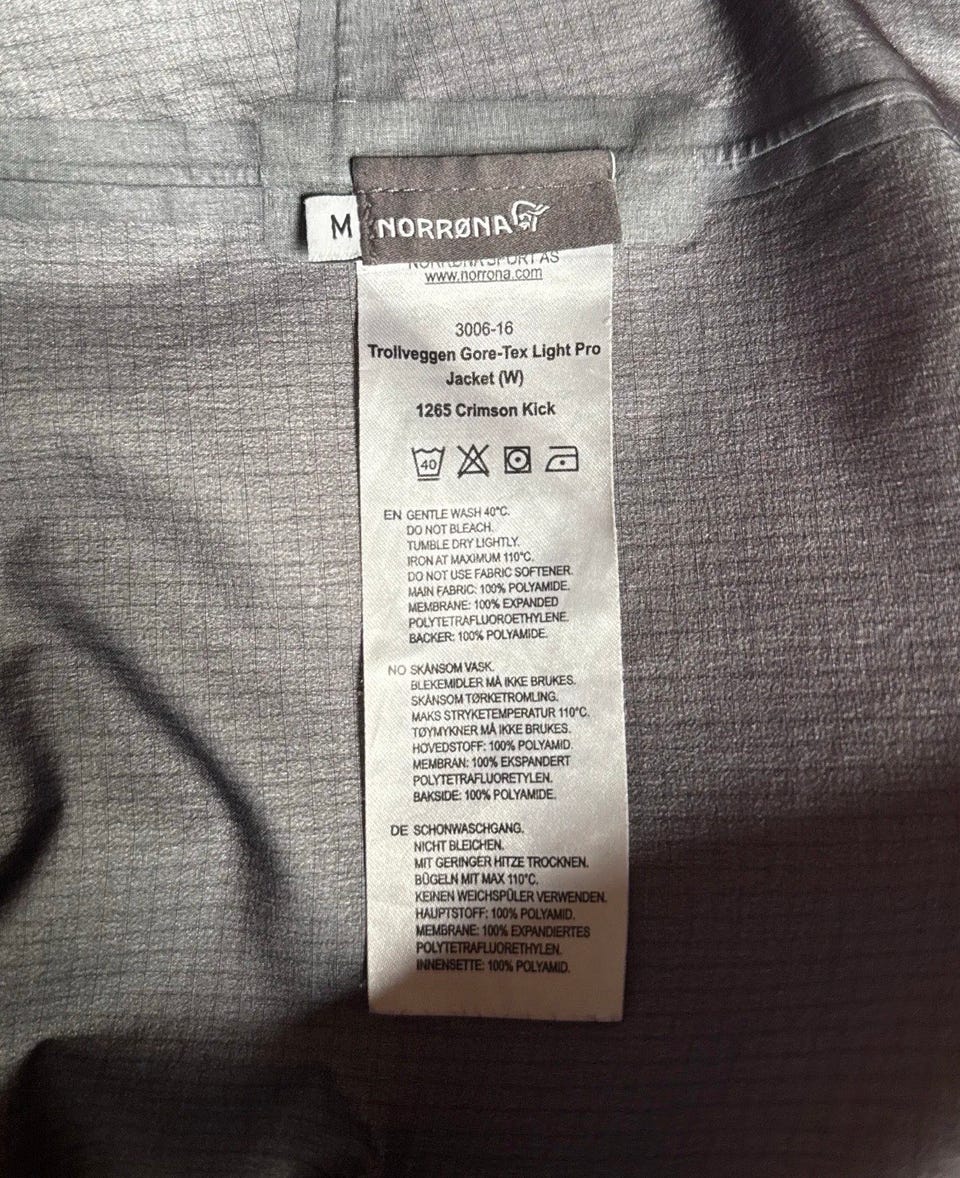 M
NORRØNA
NORRØNA SPORT AS
www.norrona.com
3006-16
Trollveggen Gore-Tex Light Pro
Jacket (W)
1265 Crimson Kick
40
EN GENTLE WASH 40°C.
DO NOT BLEACH.
TUMBLE DRY LIGHTLY.
IRON AT MAXIMUM 110°C.
DO NOT USE FABRIC SOFTENER.
MAIN FABRIC: 100% POLYAMIDE.
MEMBRANE: 100% EXPANDED
POLYTETRAFLUOROETHYLENE.
BACKER: 100% POLYAMIDE.
NO SKÅNSOM VASK.
BLEKEMIDLER MÅ IKKE BRUKES.
SKÅNSOM TØRKETROMLING.
MAKS STRYKETEMPERATUR 110°C.
TØYMYKNER MÅ IKKE BRUKES.
HOVEDSTOFF: 100% POLYAMID.
MEMBRAN: 100% EKSPANDERT
POLYTETRAFLUORETYLEN.
BAKSIDE: 100% POLYAMIDE.
DE SCHONWASCHGANG.
NICHT BLEICHEN.
MIT GERINGER HITZE TROCKNEN.
BÜGELN MIT MAX 110°C.
KEINEN WEICHSPÜLER VERWENDEN.
HAUPTSTOFF: 100% POLYAMID.
MEMBRANE: 100% EXPANDIERTES
POLYTETRAFLUORETHYLEN.
INNENSETTE: 100% POLYAMID.